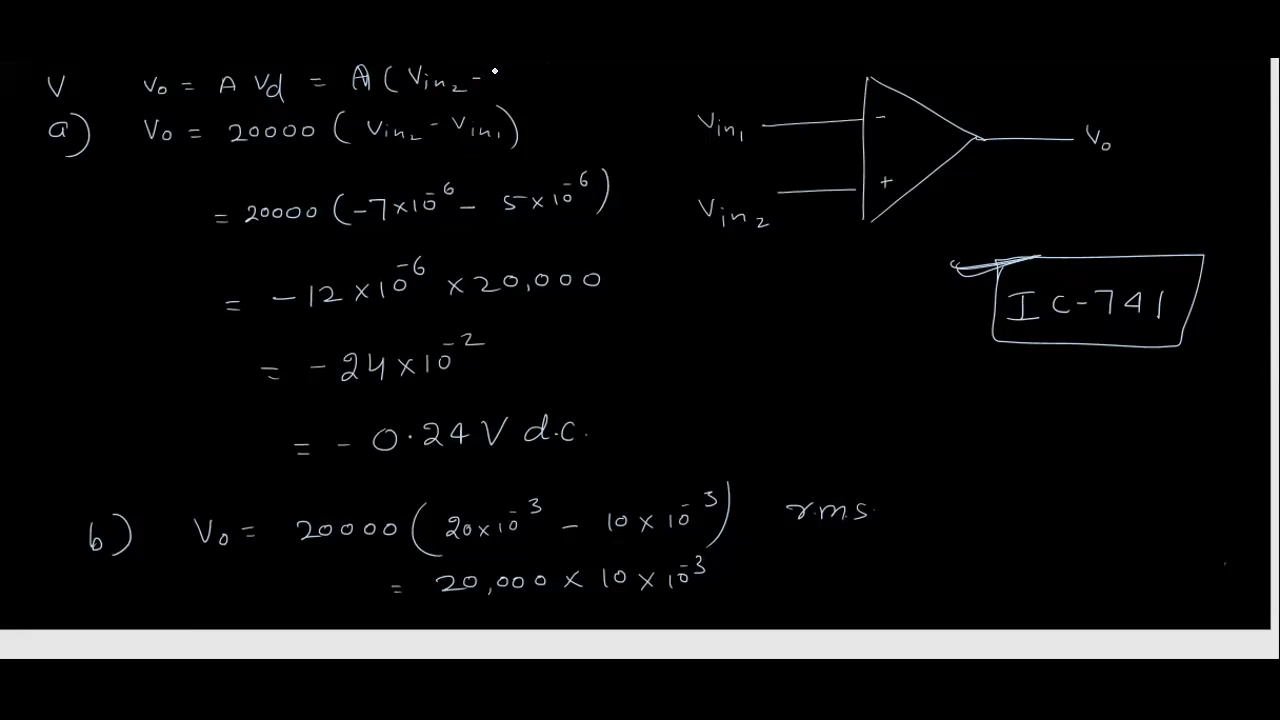 V V₀ = A Vd = A ( Vin₂ -
a) V₀ = 20000 ( Vin₂ - Vin₁ )
= 20000 ( -7 × 10⁻⁶ - 5 × 10⁻⁶ )
= -12 × 10⁻⁶ × 20,000
= - 24 × 10⁻²
= - 0.24 V d.c.
b) V₀ = 20000 ( 20 × 10⁻³ - 10 × 10⁻³ ) r.m.s.
= 20,000 × 10 × 10⁻³
Vin₁
-
V₀
+
Vin₂
IC-741